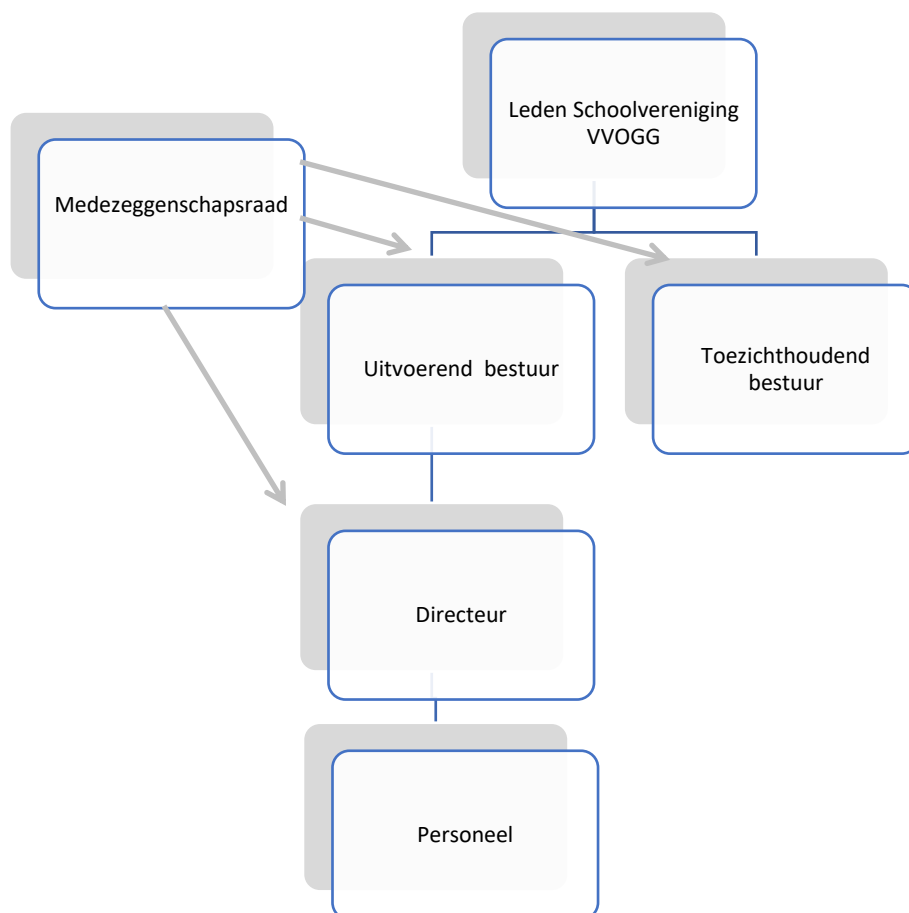 Leden Schoolvereniging
VVOGG
Medezeggenschapsraad
Uitvoerend bestuur
Toezichthoudend
bestuur
Directeur
Personeel